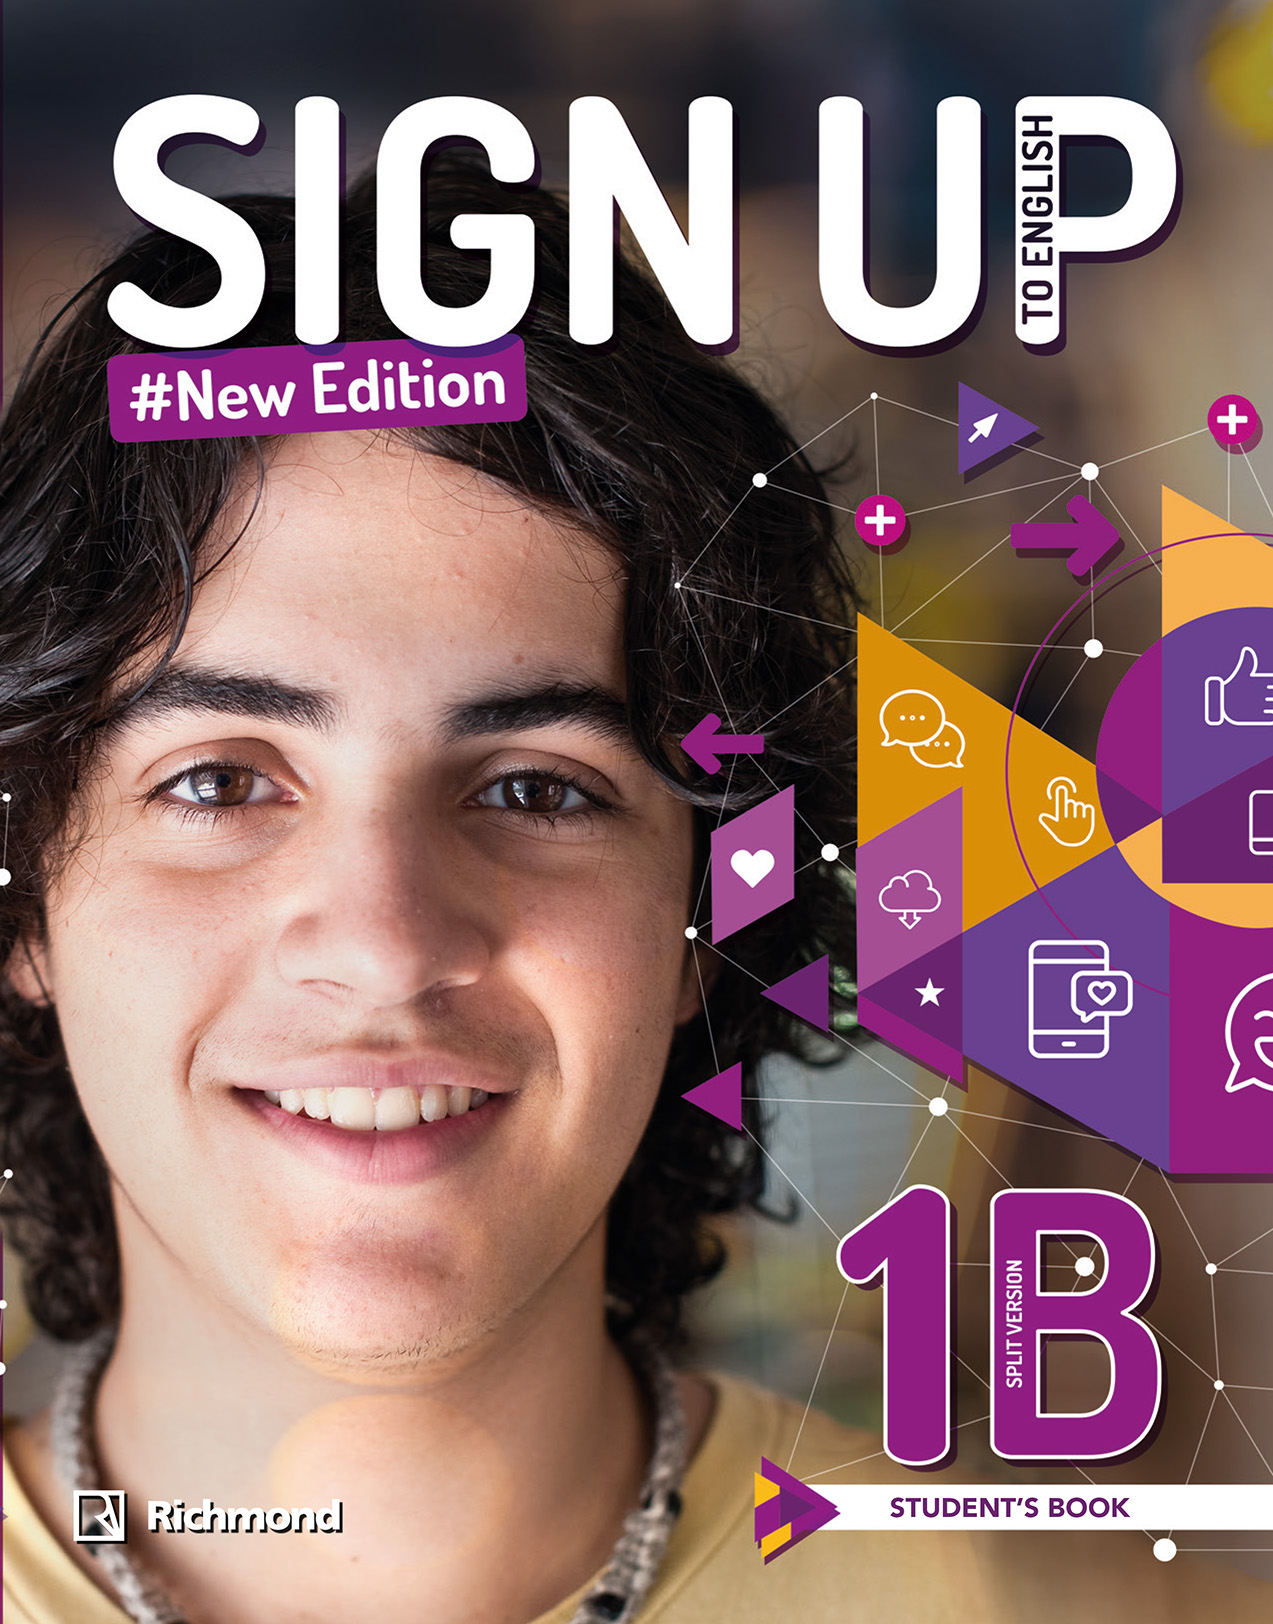 SIGN UP
TO ENGLISH
#New Edition
1B
SPLIT VERSION
STUDENT'S BOOK
R Richmond